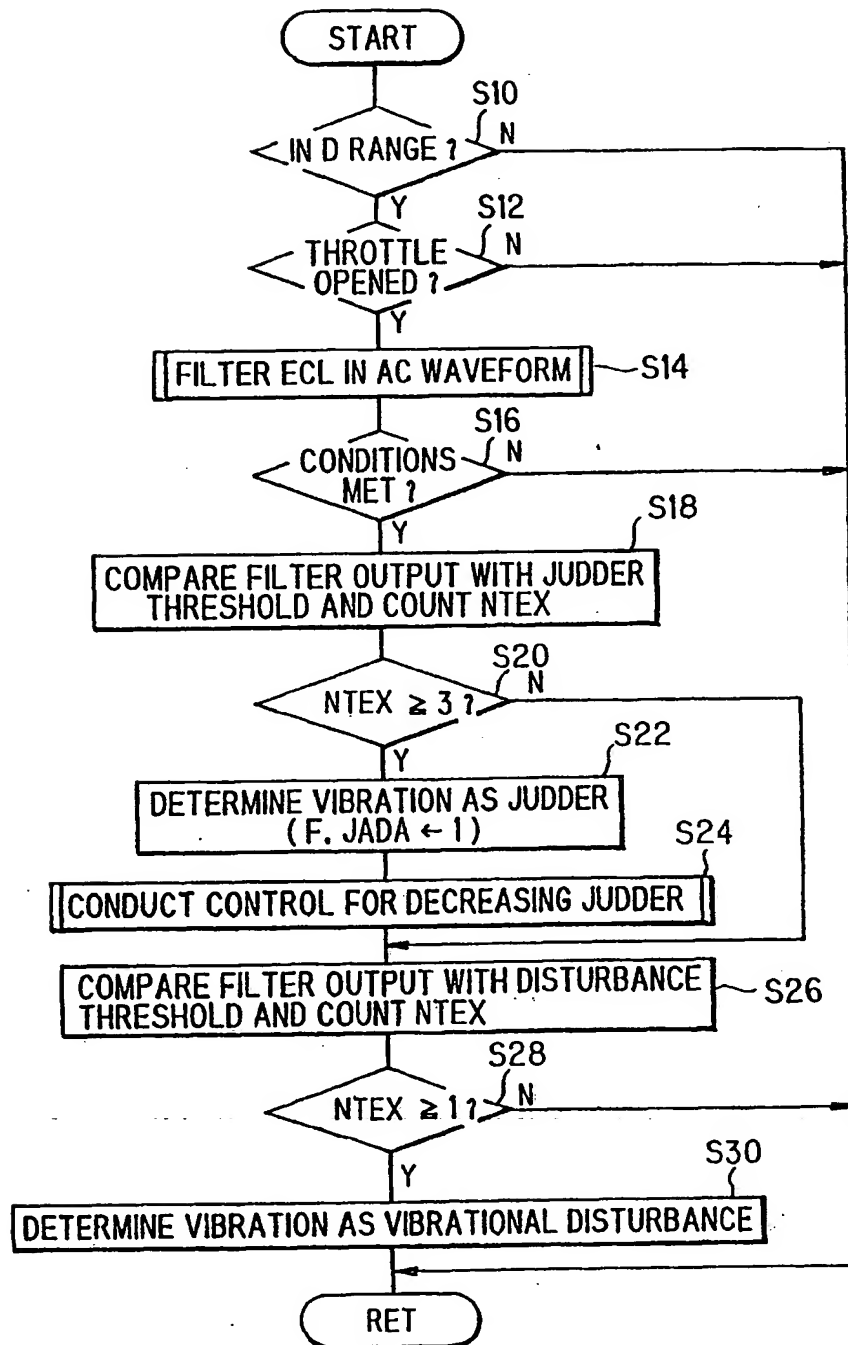 START
S10
IN D RANGE ?
N
Y
S12
THROTTLE
OPENED ?
N
Y
FILTER ECL IN AC WAVEFORM
S14
S16
CONDITIONS
MET ?
N
Y
S18
COMPARE FILTER OUTPUT WITH JUDDER
THRESHOLD AND COUNT NTEX
S20
NTEX ≧ 3 ?
N
Y
S22
DETERMINE VIBRATION AS JUDDER
( F. JADA ← 1 )
S24
CONDUCT CONTROL FOR DECREASING JUDDER
COMPARE FILTER OUTPUT WITH DISTURBANCE
THRESHOLD AND COUNT NTEX
S26
S28
NTEX ≧ 1 ?
N
Y
S30
DETERMINE VIBRATION AS VIBRATIONAL DISTURBANCE
RET